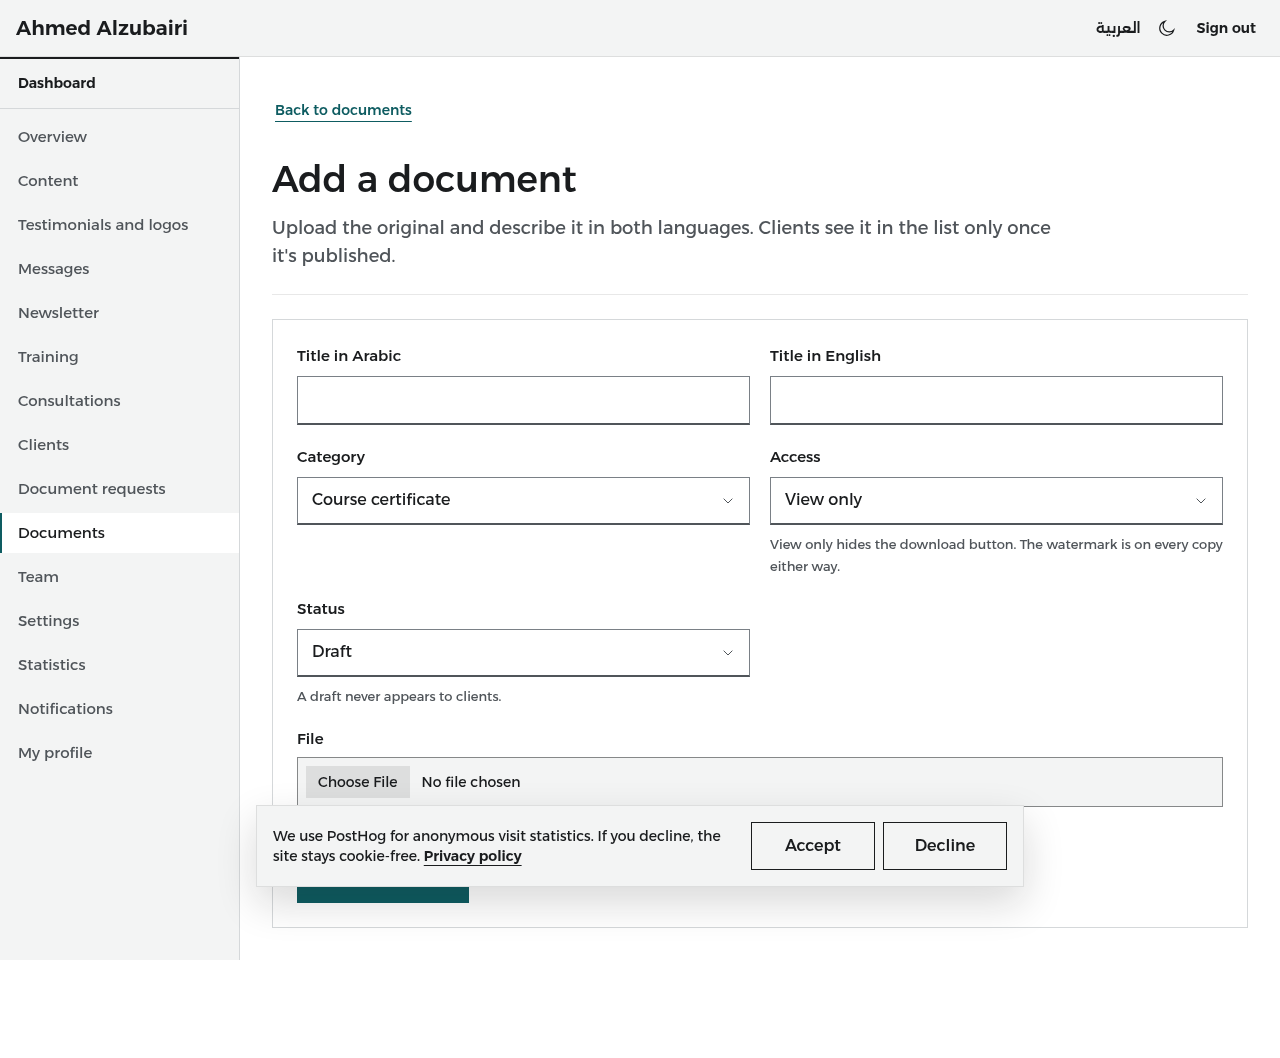 Ahmed Alzubairi
العربية
Sign out
Dashboard
Overview
Content
Testimonials and logos
Messages
Newsletter
Training
Consultations
Clients
Document requests
Documents
Team
Settings
Statistics
Notifications
My profile
Back to documents
Add a document
Upload the original and describe it in both languages. Clients see it in the list only once
it's published.
Title in Arabic
Title in English
Category
Course certificate
Access
View only
View only hides the download button. The watermark is on every copy
either way.
Status
Draft
A draft never appears to clients.
File
Choose File
No file chosen
We use PostHog for anonymous visit statistics. If you decline, the
site stays cookie-free. Privacy policy
Accept
Decline